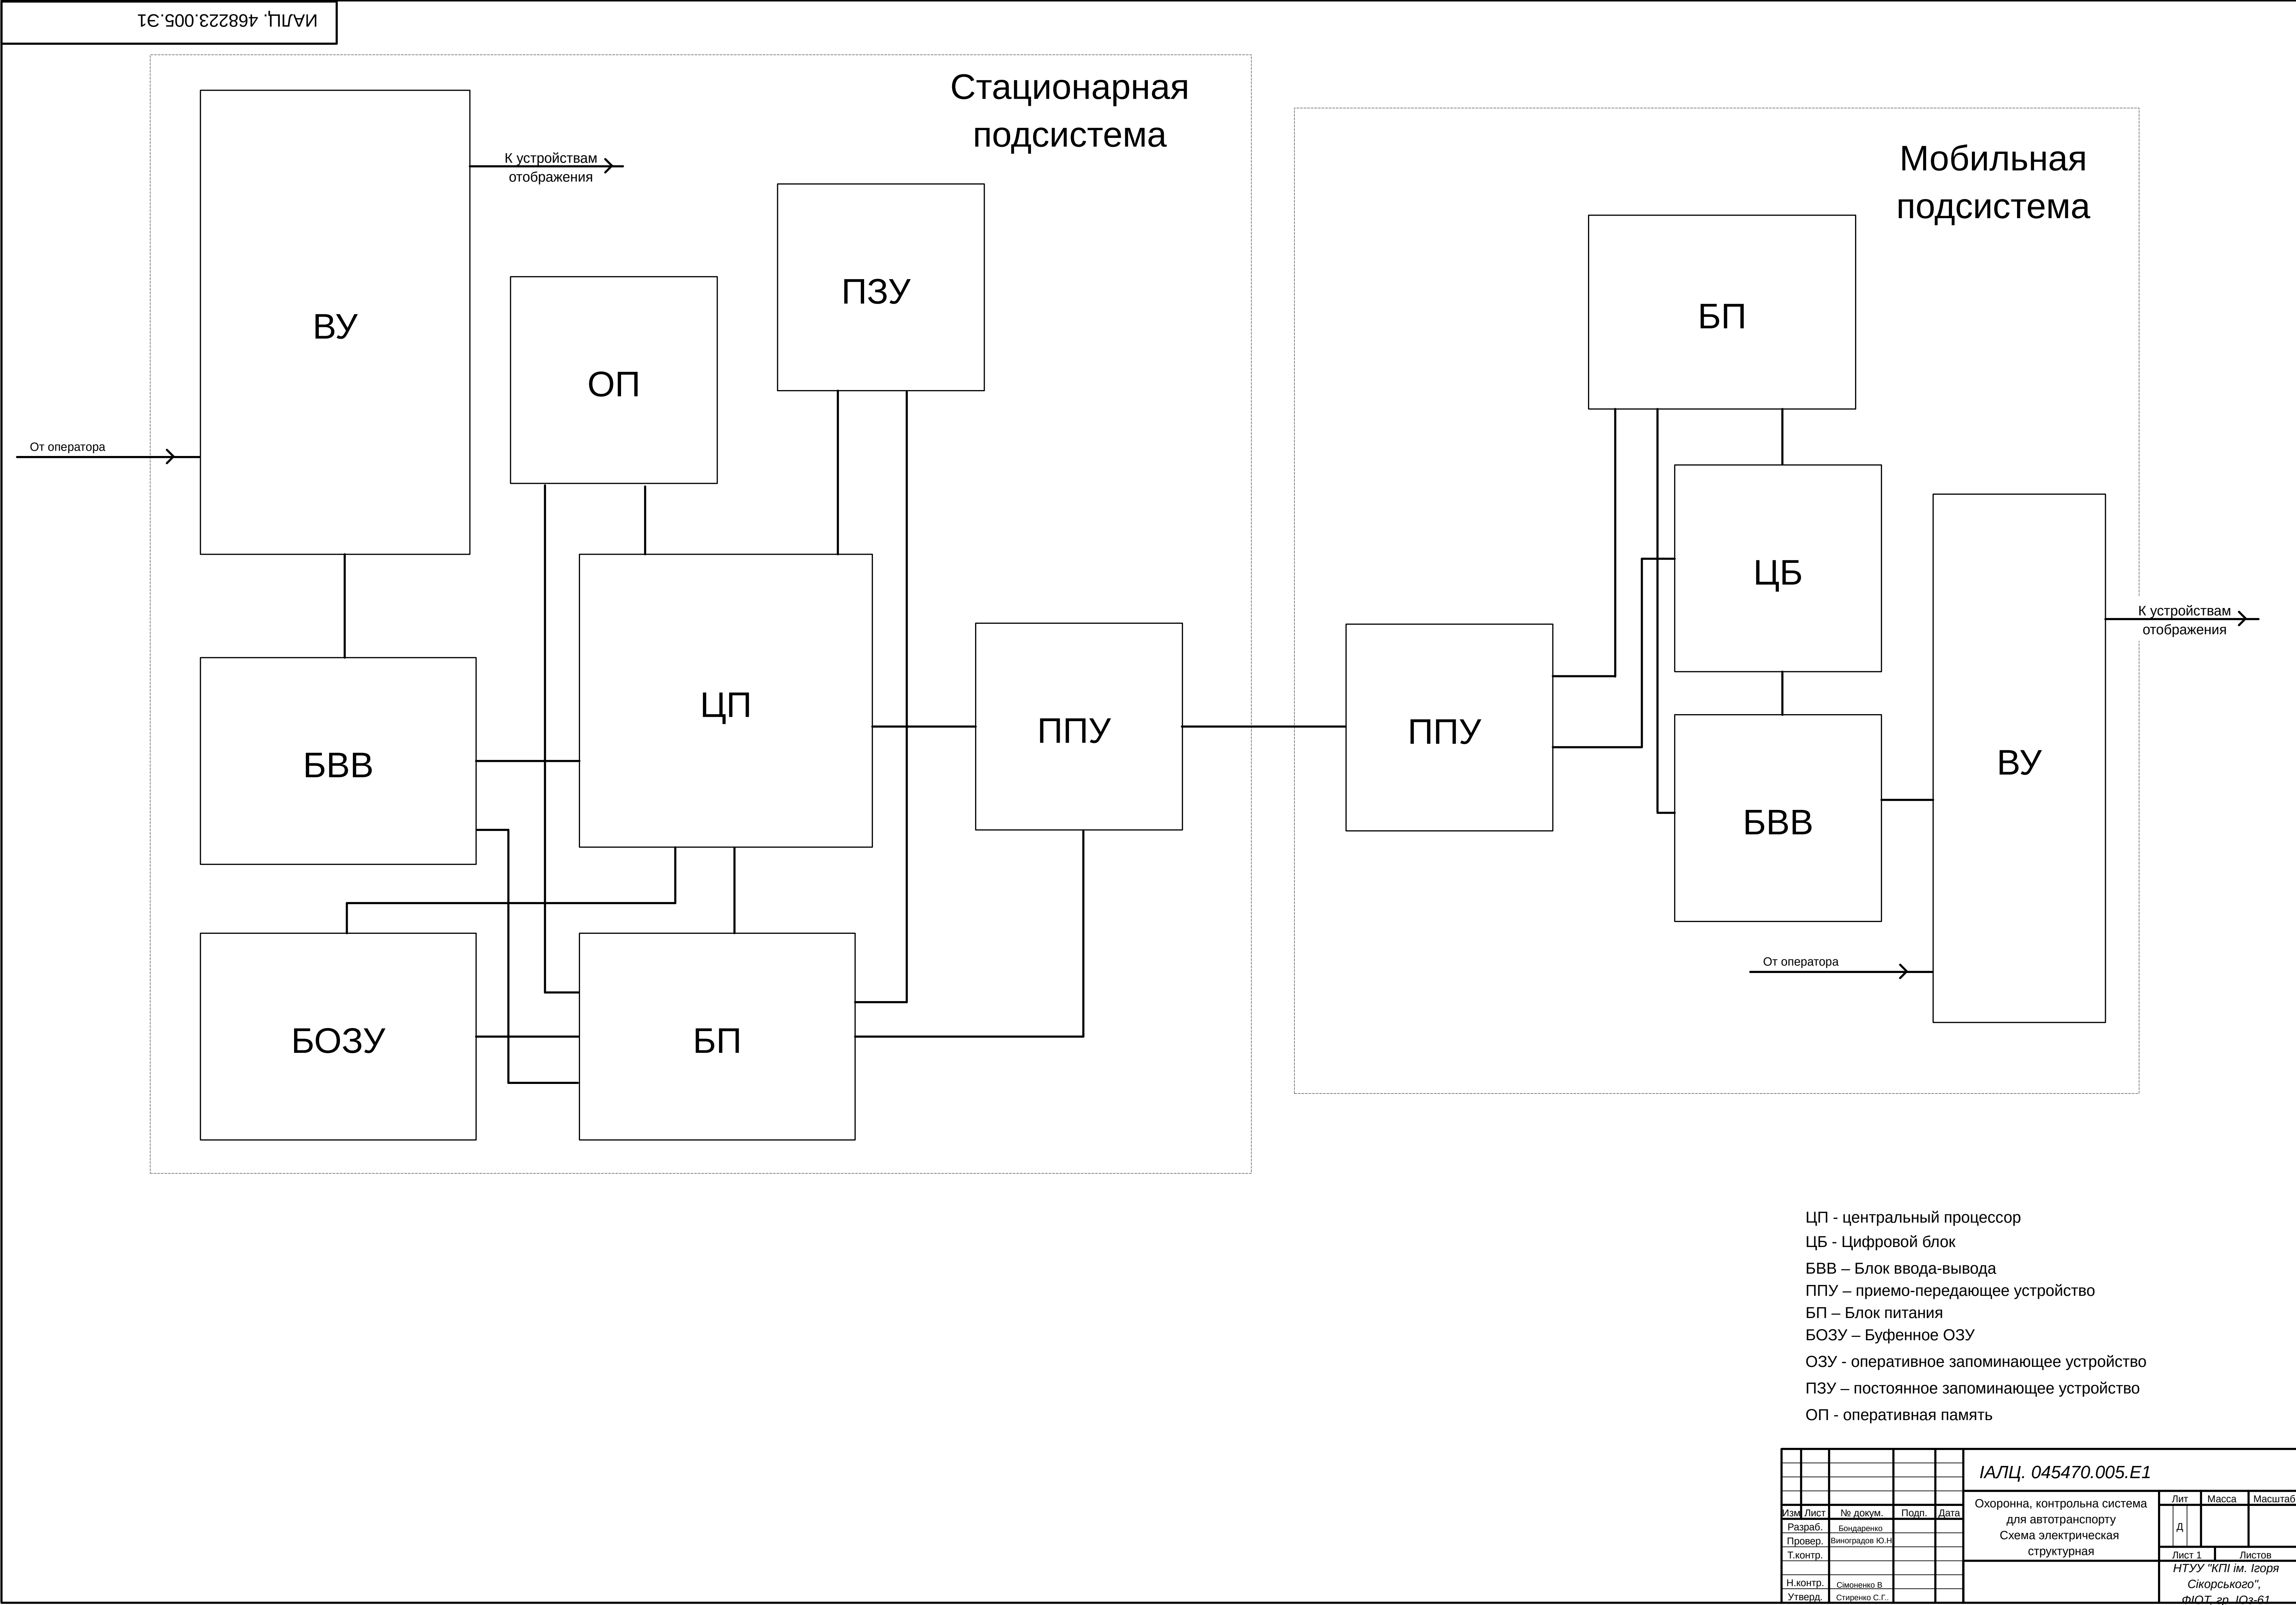 ИАЛЦ. 468223.005.Э1
Стационарная
подсистема
Мобильная
подсистема
К устройствам
отображения
ВУ
ОП
ПЗУ
От оператора
ЦП
БВВ
ППУ
БОЗУ
БП
БП
ЦБ
ППУ
БВВ
ВУ
К устройствам
отображения
От оператора
ЦП - центральный процессор
ЦБ - Цифровой блок
БВВ – Блок ввода-вывода
ППУ – приемо-передающее устройство
БП – Блок питания
БОЗУ – Буфенное ОЗУ
ОЗУ - оперативное запоминающее устройство
ПЗУ – постоянное запоминающее устройство
ОП - оперативная память
ІАЛЦ. 045470.005.Е1
Изм Лист № докум. Подп. Дата
Разраб. Бондаренко
Провер. Виноградов Ю.Н
Т.контр.
Н.контр. Сімоненко В
Утверд. Стиренко С.Г..
Охоронна, контрольна система
для автотранспорту
Схема электрическая
структурная
Лит Масса Масштаб
Д
Лист 1 Листов
НТУУ "КПІ ім. Ігоря
Сікорського",
ФІОТ, гр. ІОз-61